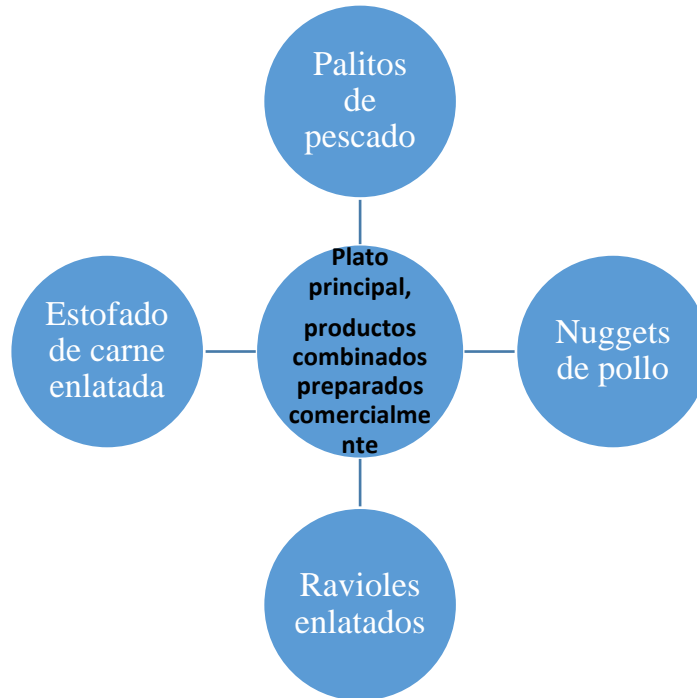 Palitos
de
pescado
Plato
principal,
productos
combinados
preparados
comercialme
nte
Estofado
de carne
enlatada
Nuggets
de pollo
Ravioles
enlatados